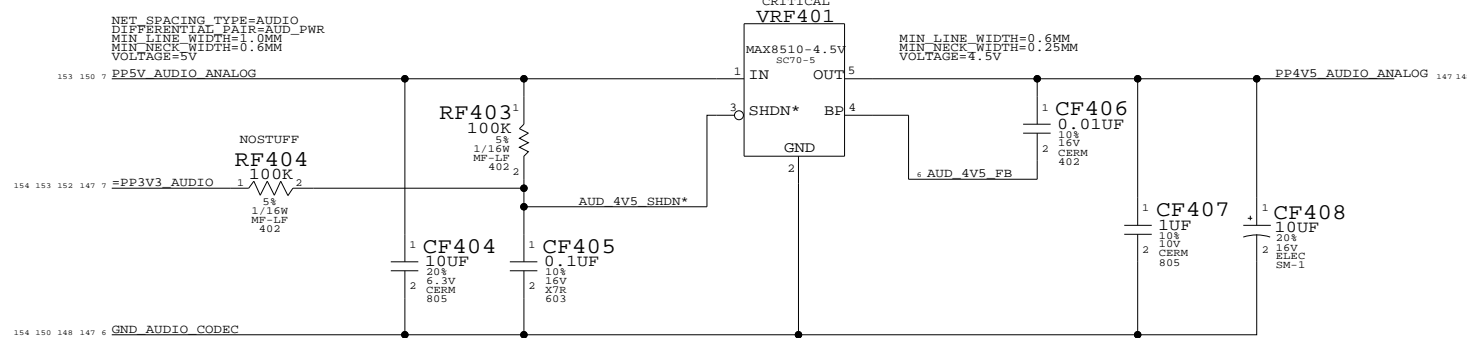 CRITICAL
VRF401
NET_SPACING_TYPE=AUDIO
DIFFERENTIAL_PAIR=AUD_PWR
MIN_LINE_WIDTH=1.0MM
MIN_NECK_WIDTH=0.6MM
VOLTAGE=5V
MAX8510-4.5V
SC70-5
MIN_LINE_WIDTH=0.6MM
MIN_NECK_WIDTH=0.25MM
VOLTAGE=4.5V
153 150 7 PP5V_AUDIO_ANALOG
1 IN
OUT 5
PP4V5_AUDIO_ANALOG
3 SHDN*
BP 4
GND
2
1
RF403
100K
5%
1/16W
MF-LF
402
2
1 CF406
0.01UF
10%
16V
2 CERM
402
NOSTUFF
RF404
100K
154 153 152 147 7 =PP3V3_AUDIO
1 2
5%
1/16W
MF-LF
402
6 AUD_4V5_FB
AUD_4V5_SHDN*
1 CF404
10UF
20%
2 6.3V
CERM
805
1 CF405
0.1UF
10%
2 16V
X7R
603
1 CF407
1UF
10%
2 10V
CERM
805
+
1 CF408
10UF
20%
2 16V
ELEC
SM-1
154 150 148 147 6 GND_AUDIO_CODEC